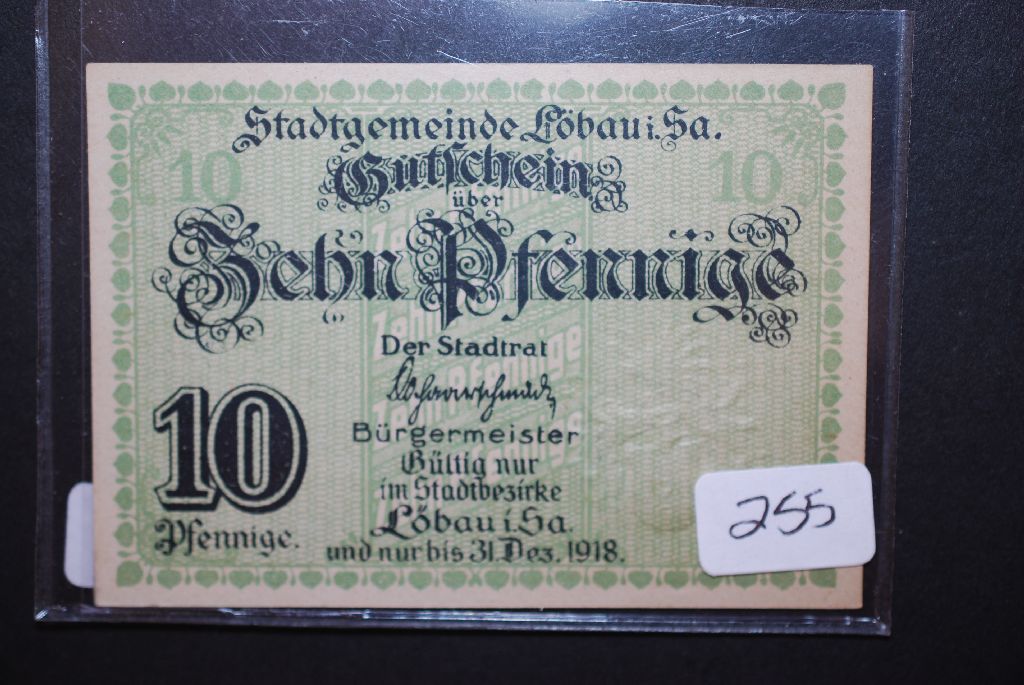 Stadtgemeinde Löbau i. Sa.
10 Gutschein 10
über
Zehn Pfennige
Der Stadtrat
Bürgermeister
10
Pfennige.
Gültig nur
im Stadtbezirke
Löbau i. Sa.
und nur bis 31. Dez. 1918.
255